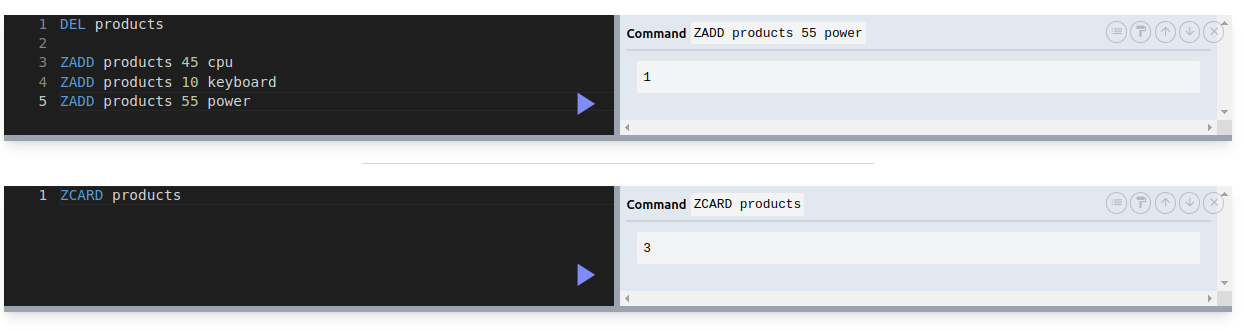 1 DEL products
2
3 ZADD products 45 cpu
4 ZADD products 10 keyboard
5 ZADD products 55 power
Command ZADD products 55 power
1
1 ZCARD products
Command ZCARD products
3